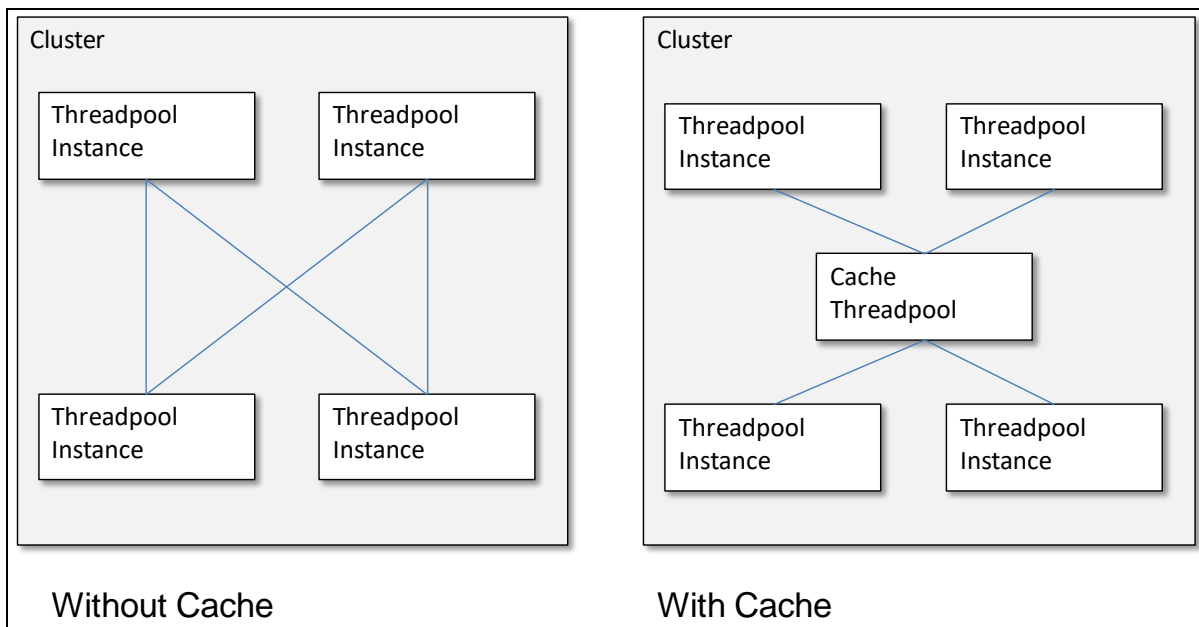 Cluster
Threadpool
Instance
Threadpool
Instance
Threadpool
Instance
Threadpool
Instance
Without Cache
Cluster
Threadpool
Instance
Threadpool
Instance
Cache
Threadpool
Threadpool
Instance
Threadpool
Instance
With Cache